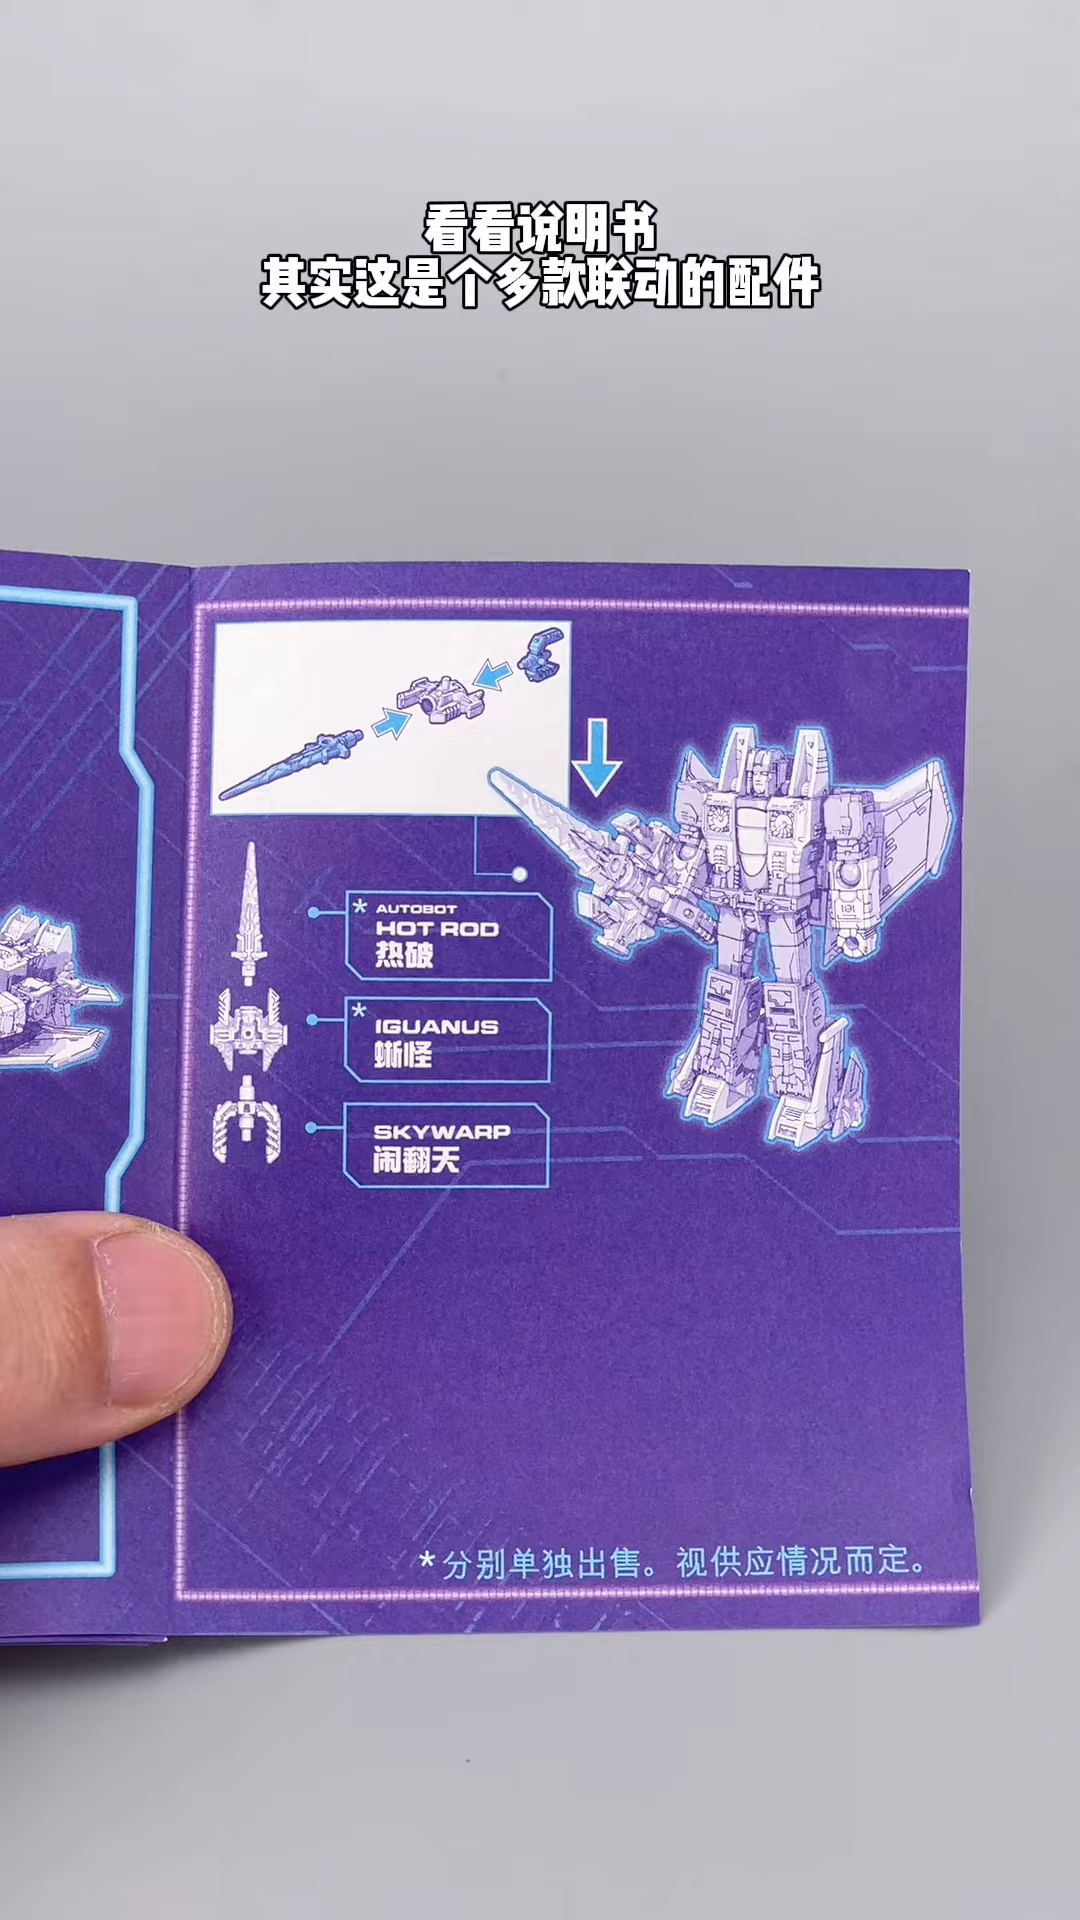 看看说明书
其实这是个多款联动的配件
* AUTOBOT
HOT ROD
热破
* IGUANUS
蜥怪
SKYWARP
闹翻天
*分别单独出售。视供应情况而定。